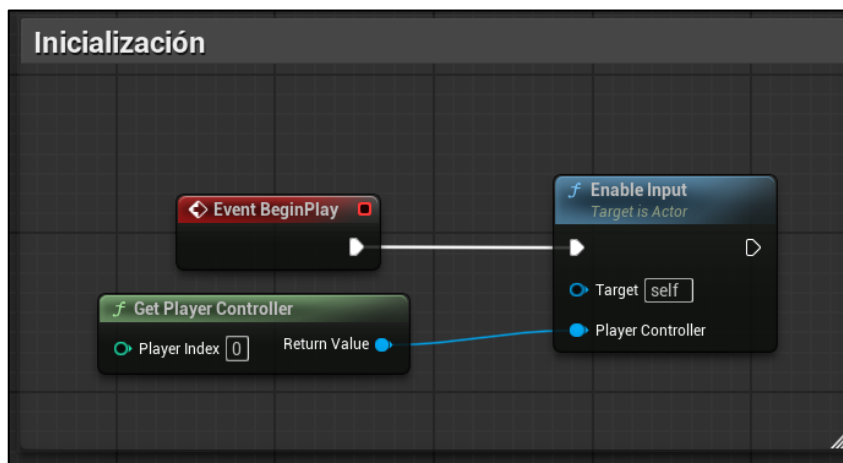 Inicialización
Event BeginPlay
f Enable Input
Target is Actor
Target self
Player Controller
f Get Player Controller
Player Index 0 Return Value